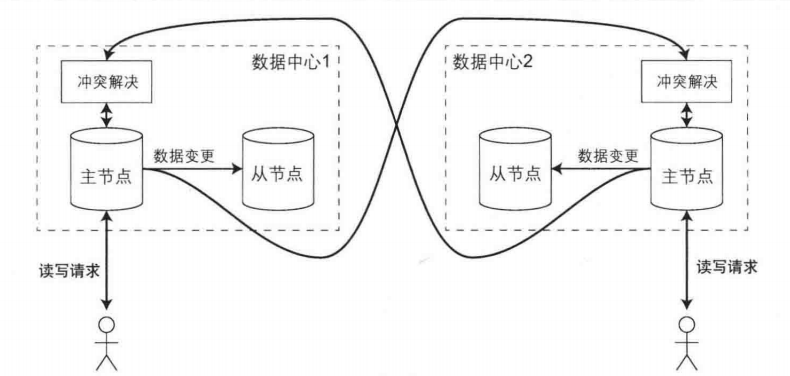 数据中心1
冲突解决
主节点
数据变更
从节点
读写请求
数据中心2
冲突解决
从节点
数据变更
主节点
读写请求